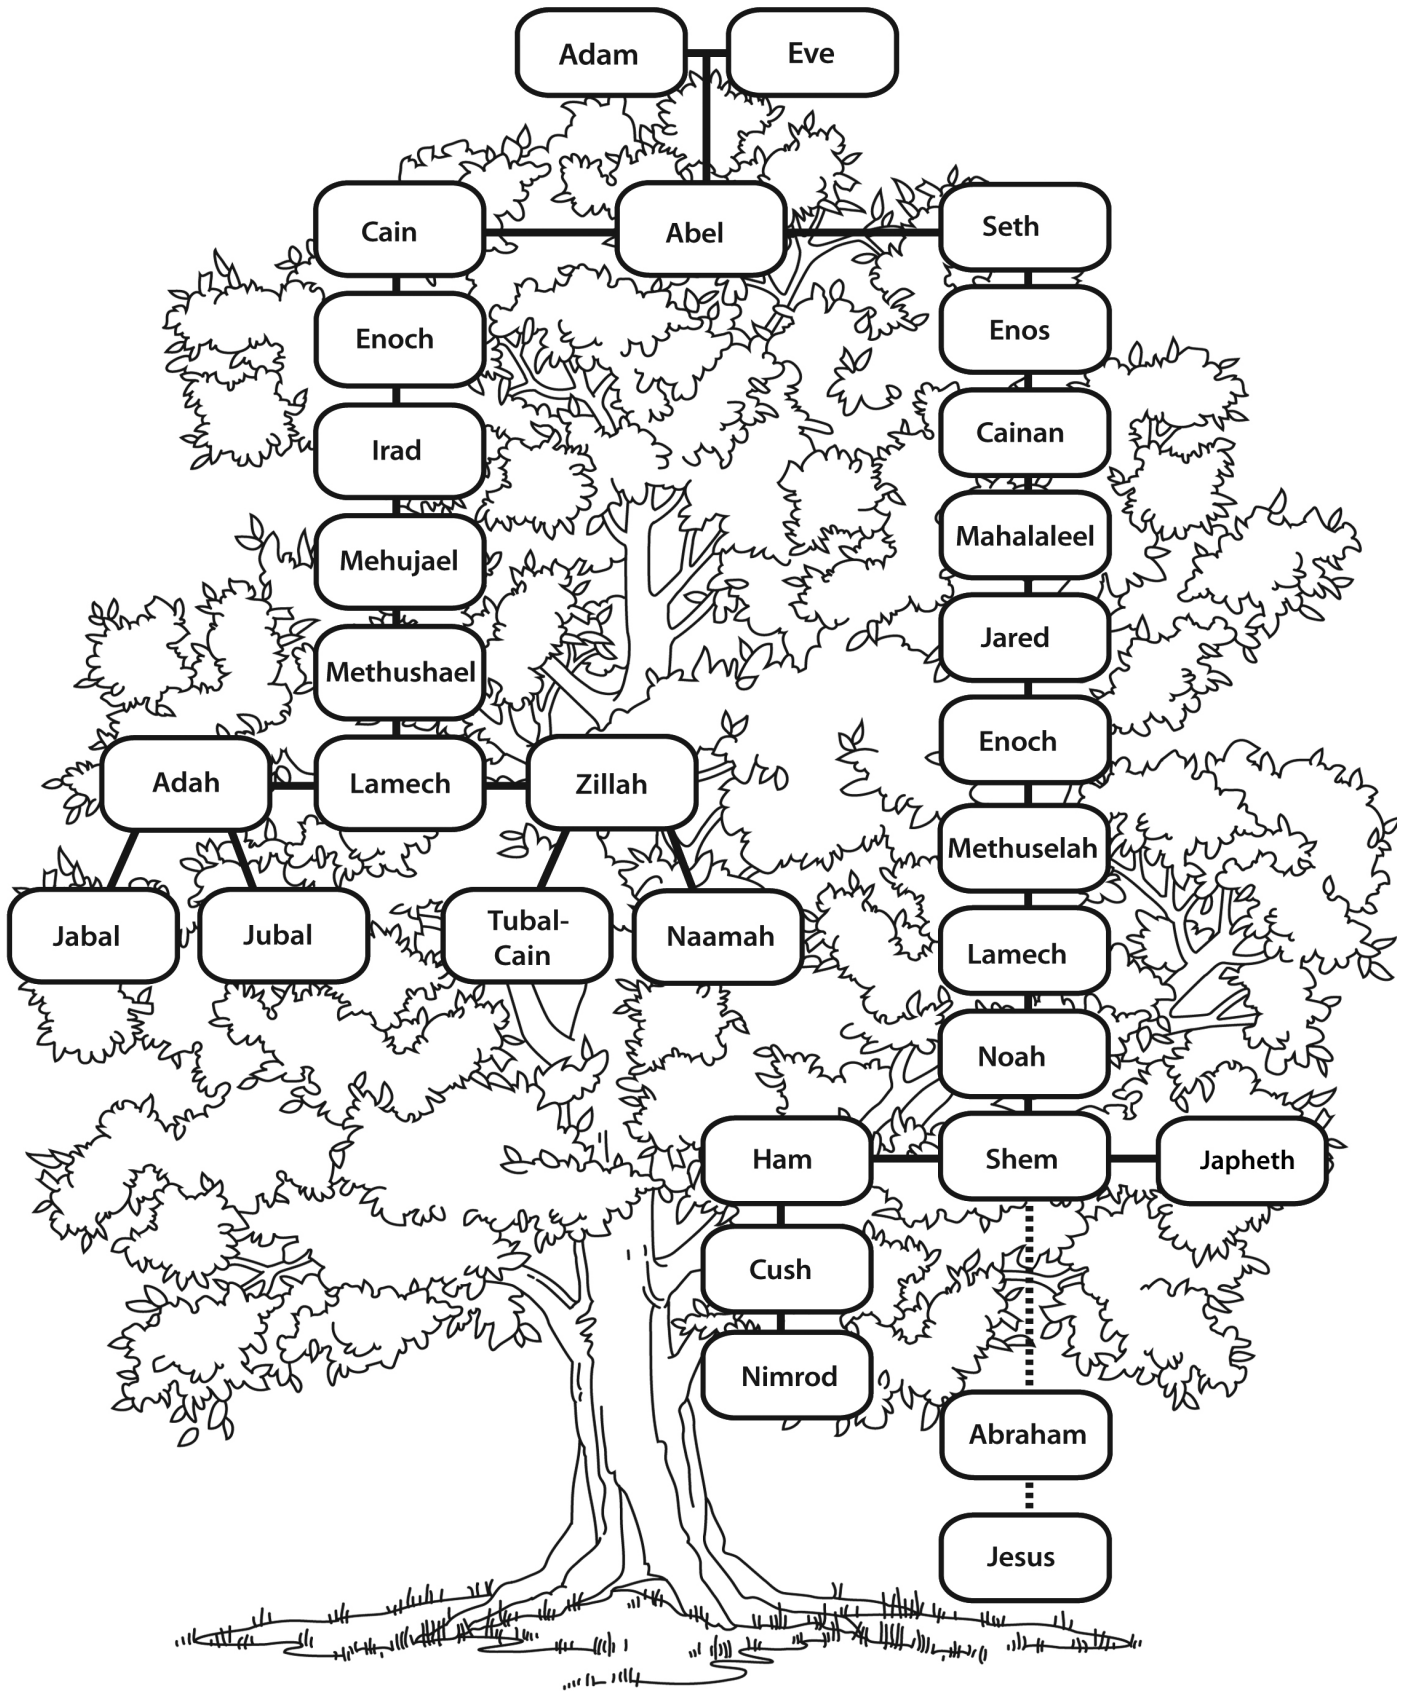 Adam
Eve
Cain
Abel
Seth
Enoch
Enos
Irad
Cainan
Mehujael
Mahalaleel
Methushael
Jared
Adah
Lamech
Zillah
Enoch
Methuselah
Jabal
Jubal
Tubal-
Cain
Naamah
Lamech
Noah
Ham
Shem
Japheth
Cush
Nimrod
Abraham
Jesus